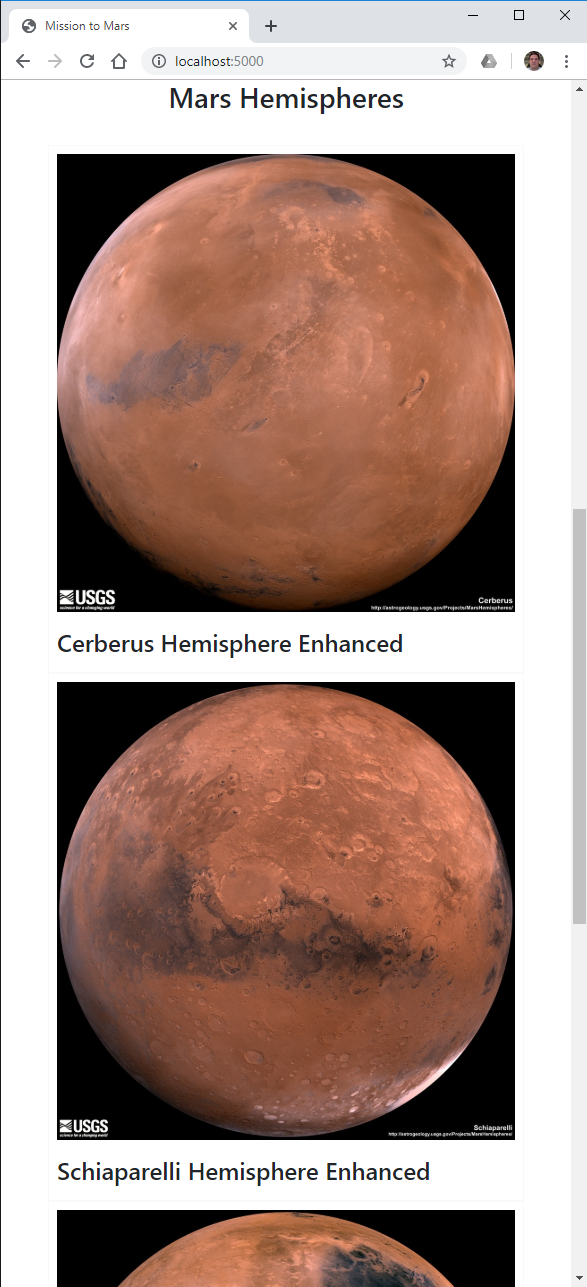 Mission to Mars
localhost:5000
Mars Hemispheres
USGS
science for a changing world
Cerberus
http://astrogeology.usgs.gov/Projects/MarsHemispheres/
Cerberus Hemisphere Enhanced
USGS
science for a changing world
Schiaparelli
http://astrogeology.usgs.gov/Projects/MarsHemispheres/
Schiaparelli Hemisphere Enhanced